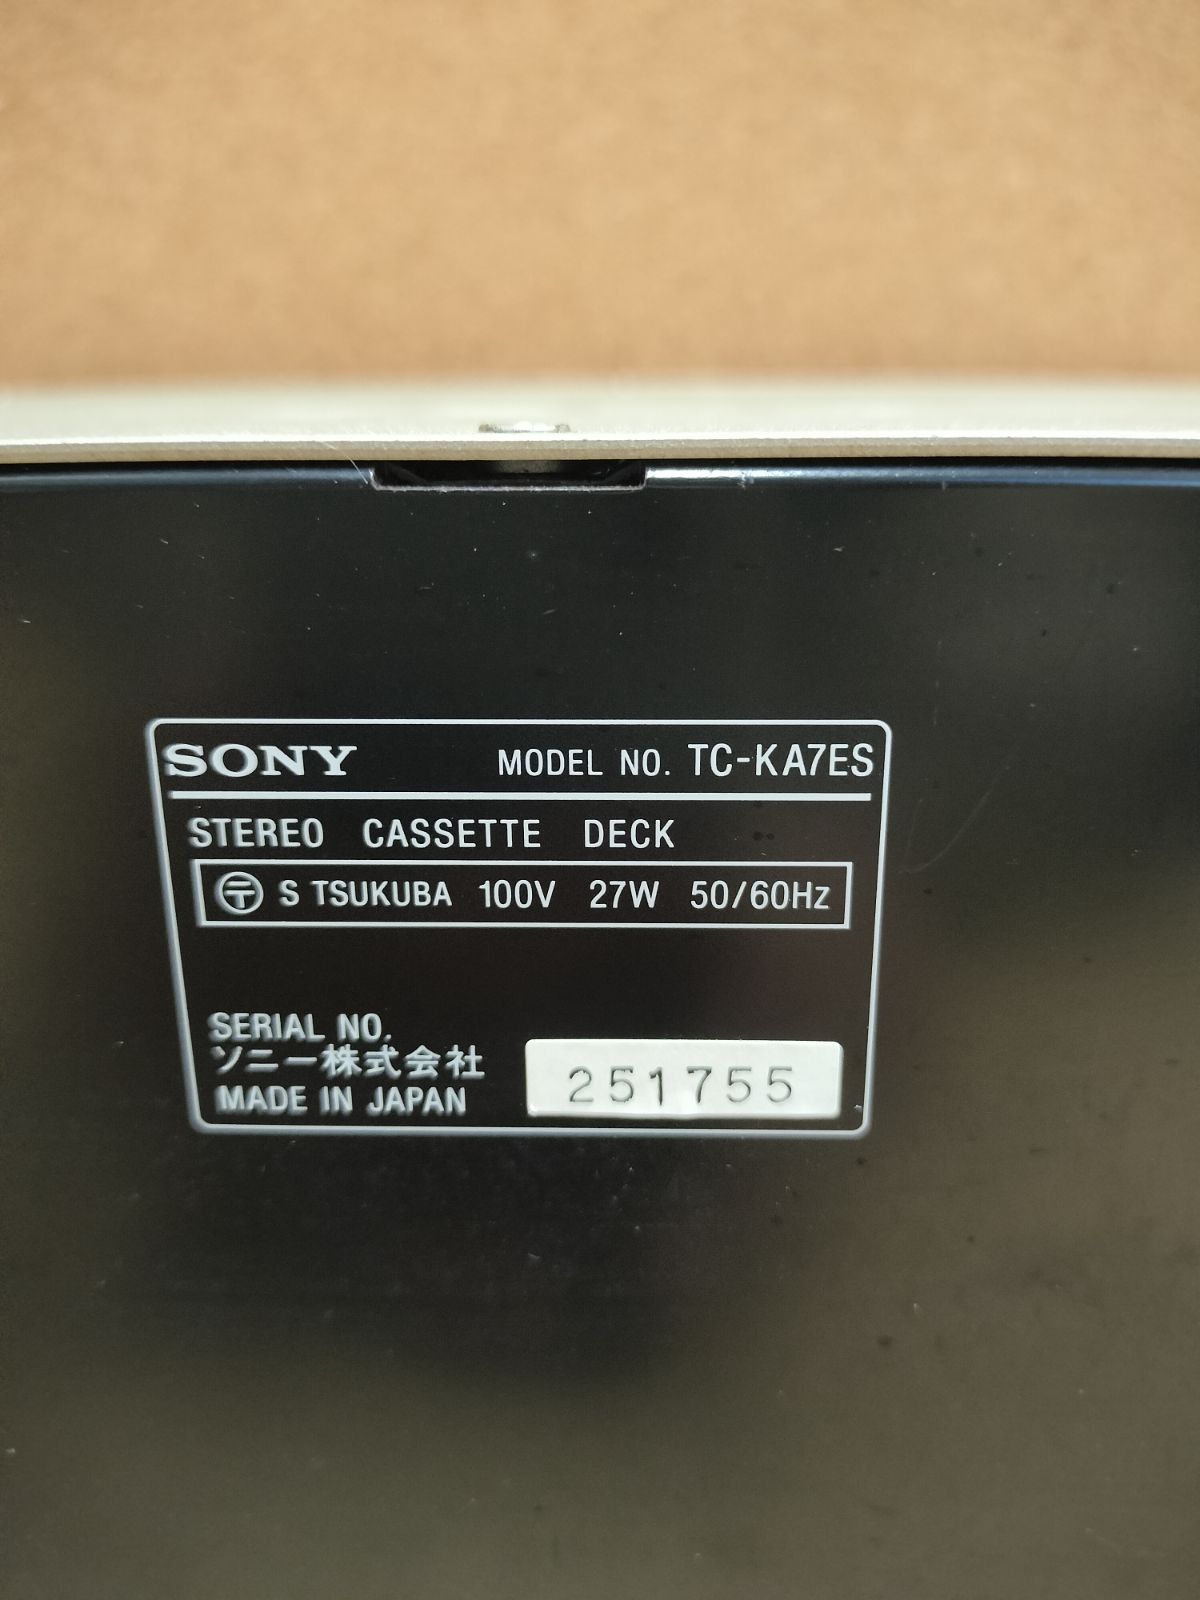 SONY MODEL NO. TC-KA7ES
STEREO CASSETTE DECK
〒 S TSUKUBA 100V 27W 50/60Hz
SERIAL NO.
ソニー株式会社
MADE IN JAPAN 251755